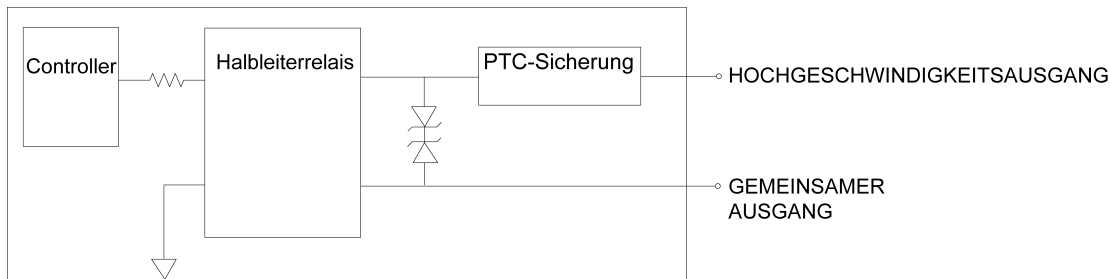 Controller
Halbleiterrelais
PTC-Sicherung
HOCHGESCHWINDIGKEITSAUSGANG
GEMEINSAMER
AUSGANG